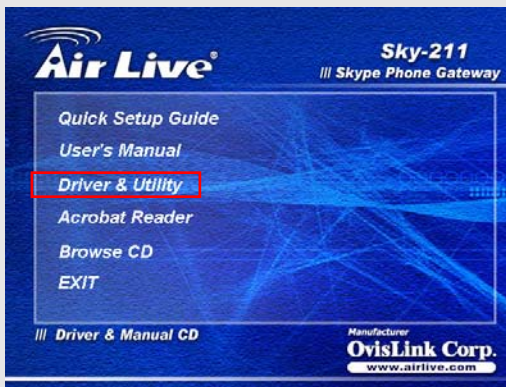 Air Live®
Sky-211
/// Skype Phone Gateway
Quick Setup Guide
User's Manual
Driver & Utility
Acrobat Reader
Browse CD
EXIT
/// Driver & Manual CD
Manufacturer
OvisLink Corp.
www.airlive.com